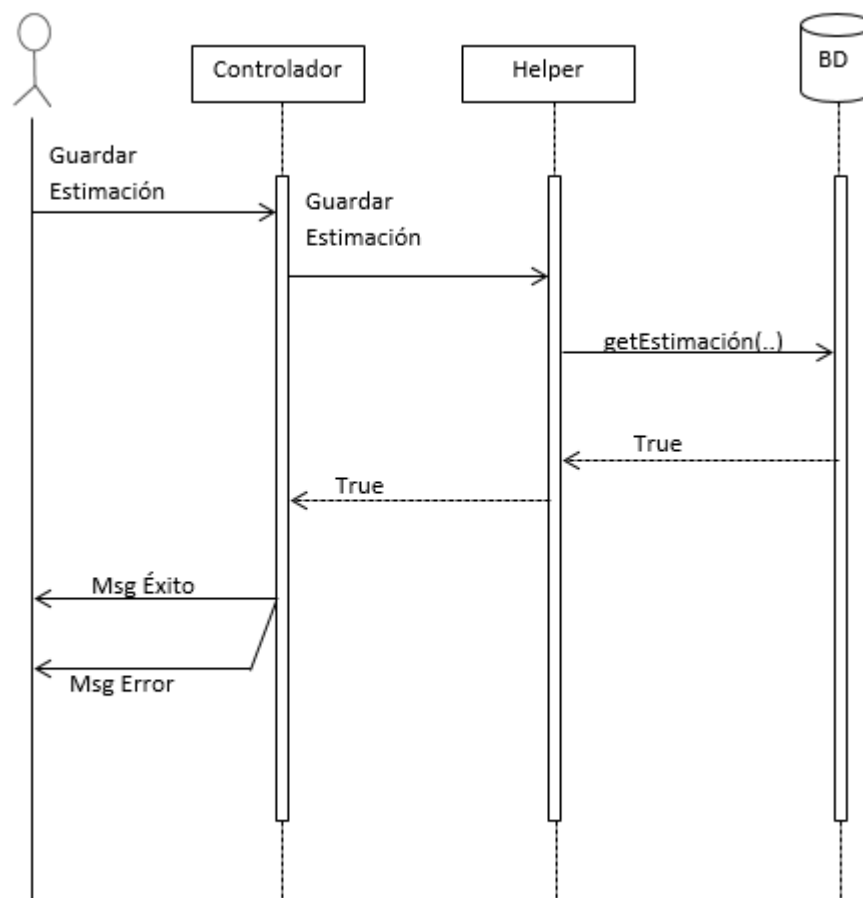 Controlador
Helper
BD
Guardar
Estimación
Guardar
Estimación
getEstimación(..)
True
True
Msg Éxito
Msg Error